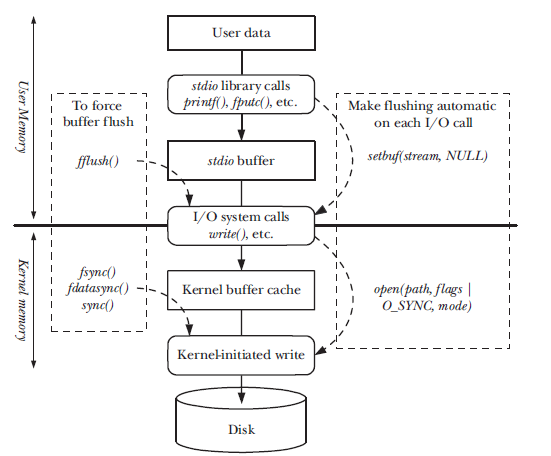 User data
User Memory
stdio library calls
printf(), fputc(), etc.
To force
buffer flush
Make flushing automatic
on each I/O call
fflush()
stdio buffer
setbuf(stream, NULL)
I/O system calls
write(), etc.
Kernel memory
fsync()
fdatasync()
sync()
Kernel buffer cache
open(path, flags |
O_SYNC, mode)
Kernel-initiated write
Disk